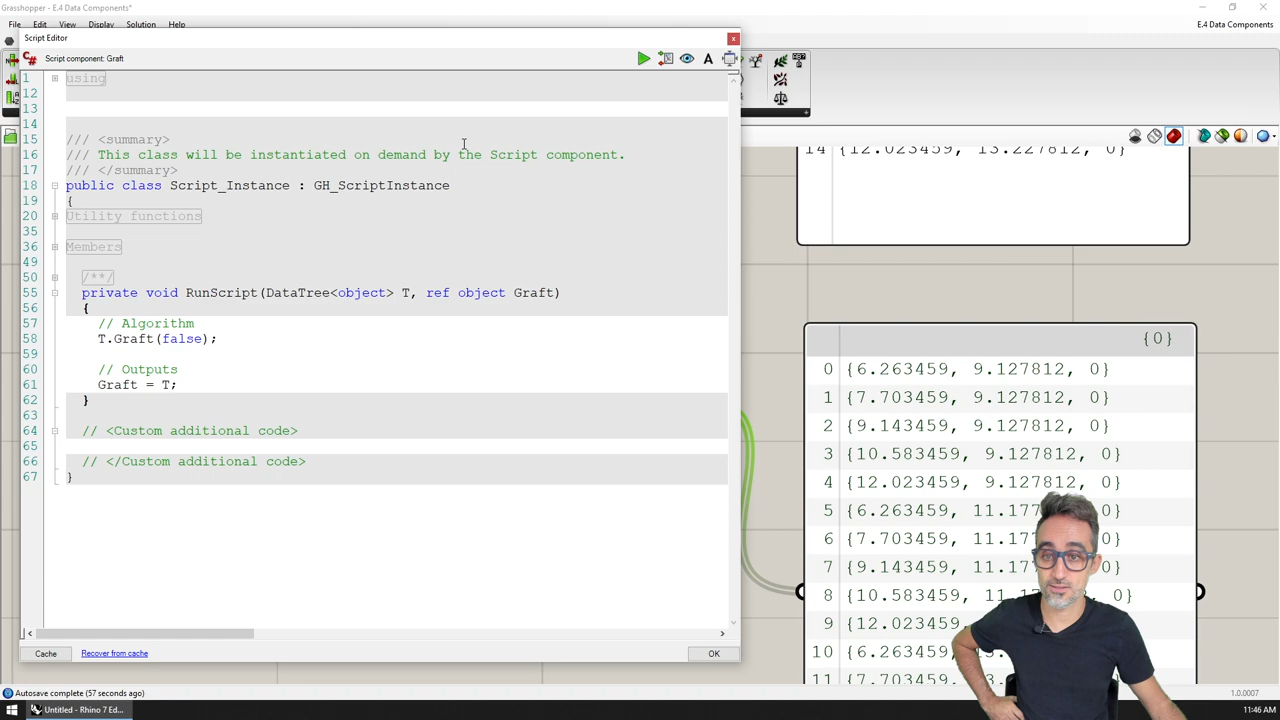 Grasshopper - E.4 Data Components*
File Edit View Display Solution Help
E.4 Data Components
Script Editor
C# Script component: Graft
1 using
12
13
14
15 /// <summary>
16 /// This class will be instantiated on demand by the Script component.
17 /// </summary>
18 public class Script_Instance : GH_ScriptInstance
19 {
20 Utility functions
35
36 Members
49
50 /**/
55 private void RunScript(DataTree<object> T, ref object Graft)
56 {
57 // Algorithm
58 T.Graft(false);
59
60 // Outputs
61 Graft = T;
62 }
63
64 // <Custom additional code>
65
66 // </Custom additional code>
67 }
Cache Recover from cache OK
14 {12.023459, 13.227812, 0}
{0}
0 {6.263459, 9.127812, 0}
1 {7.703459, 9.127812, 0}
2 {9.143459, 9.127812, 0}
3 {10.583459, 9.127812, 0}
4 {12.023459, 9.127812, 0}
5 {6.263459, 11.177 0}
6 {7.703459, 11.17 0}
7 {9.143459, 11.17 0}
8 {10.583459, 11.17 0}
9 {12.023459, 0}
10 {6.263459, 0}
11 {7.703459, 0}
Autosave complete (57 seconds ago)
1.0.0007
Untitled - Rhino 7 Ed...
11:46 AM